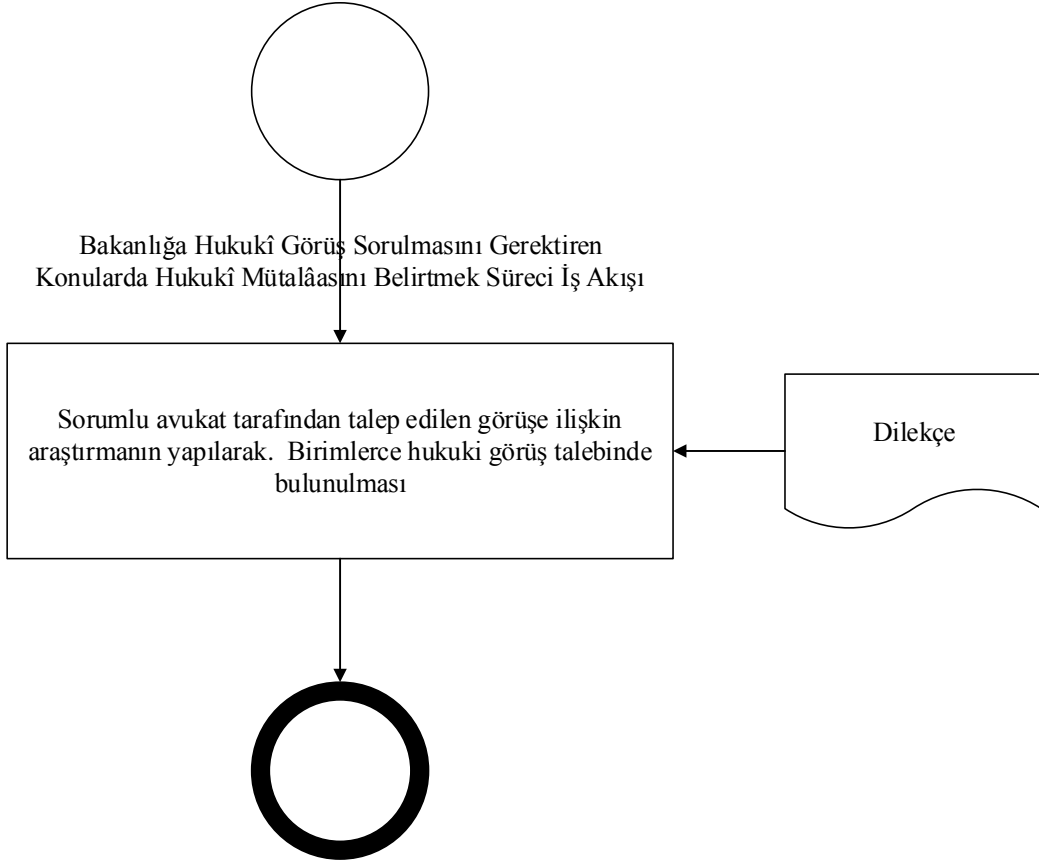 Bakanlığa Hukukî Görüş Sorulmasını Gerektiren
Konularda Hukukî Mütalâasını Belirtmek Süreci İş Akışı
Sorumlu avukat tarafından talep edilen görüşe ilişkin
araştırmanın yapılarak.  Birimlerce hukuki görüş talebinde
bulunulması
Dilekçe